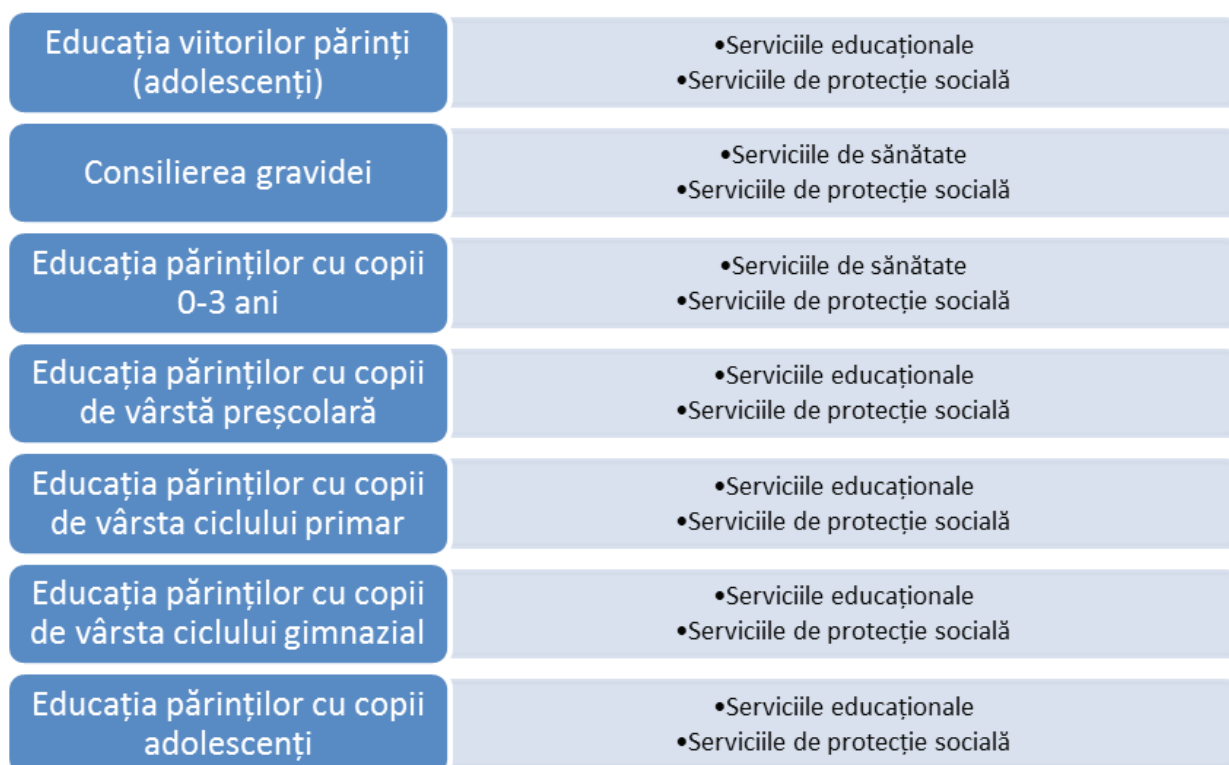 Educația viitorilor părinți
(adolescenți)
•Serviciile educaționale
•Serviciile de protecție socială
Consilierea gravidei
•Serviciile de sănătate
•Serviciile de protecție socială
Educația părinților cu copii
0-3 ani
•Serviciile de sănătate
•Serviciile de protecție socială
Educația părinților cu copii
de vârstă preșcolară
•Serviciile educaționale
•Serviciile de protecție socială
Educația părinților cu copii
de vârsta ciclului primar
•Serviciile educaționale
•Serviciile de protecție socială
Educația părinților cu copii
de vârsta ciclului gimnazial
•Serviciile educaționale
•Serviciile de protecție socială
Educația părinților cu copii
adolescenți
•Serviciile educaționale
•Serviciile de protecție socială